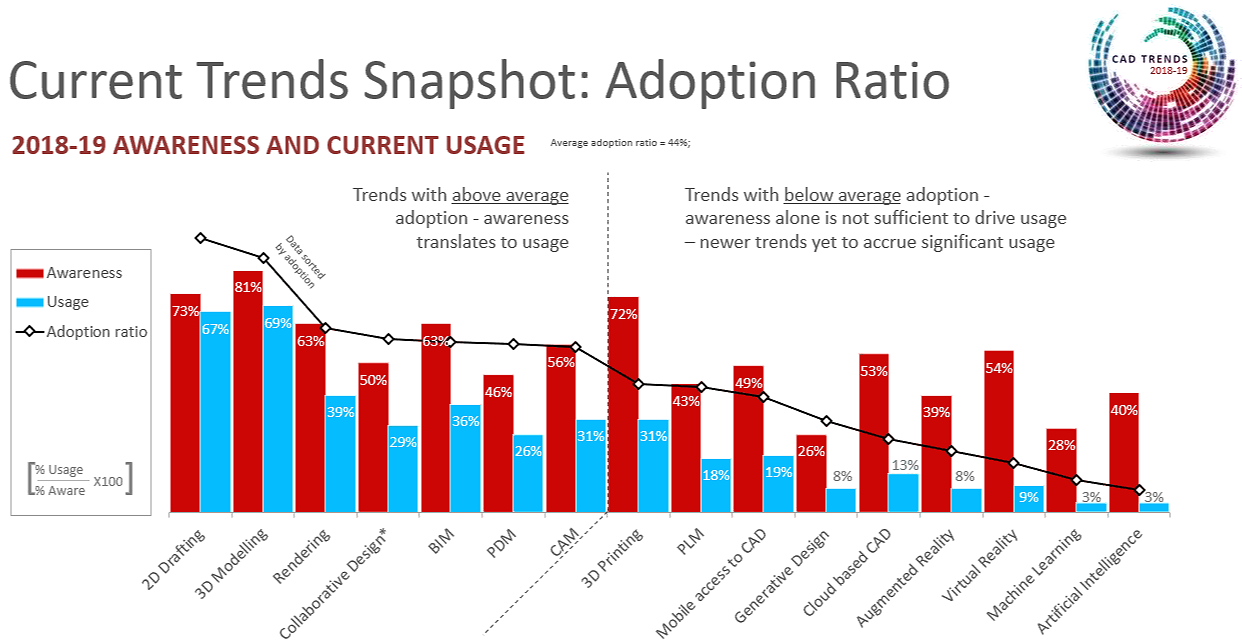 CAD TRENDS
2018-19
Current Trends Snapshot: Adoption Ratio
2018-19 AWARENESS AND CURRENT USAGE
Average adoption ratio = 44%;
Trends with above average
adoption - awareness
translates to usage
Trends with below average adoption -
awareness alone is not sufficient to drive usage
– newer trends yet to accrue significant usage
Data sorted
by adoption
Awareness
Usage
Adoption ratio
% Usage
% Aware
X100
73%
67%
81%
69%
63%
39%
50%
29%
63%
36%
46%
26%
56%
31%
72%
31%
43%
18%
49%
19%
26%
8%
53%
13%
39%
8%
54%
9%
28%
3%
40%
3%
2D Drafting
3D Modelling
Rendering
Collaborative Design*
BIM
PDM
CAM
3D Printing
PLM
Mobile access to CAD
Generative Design
Cloud based CAD
Augmented Reality
Virtual Reality
Machine Learning
Artificial Intelligence